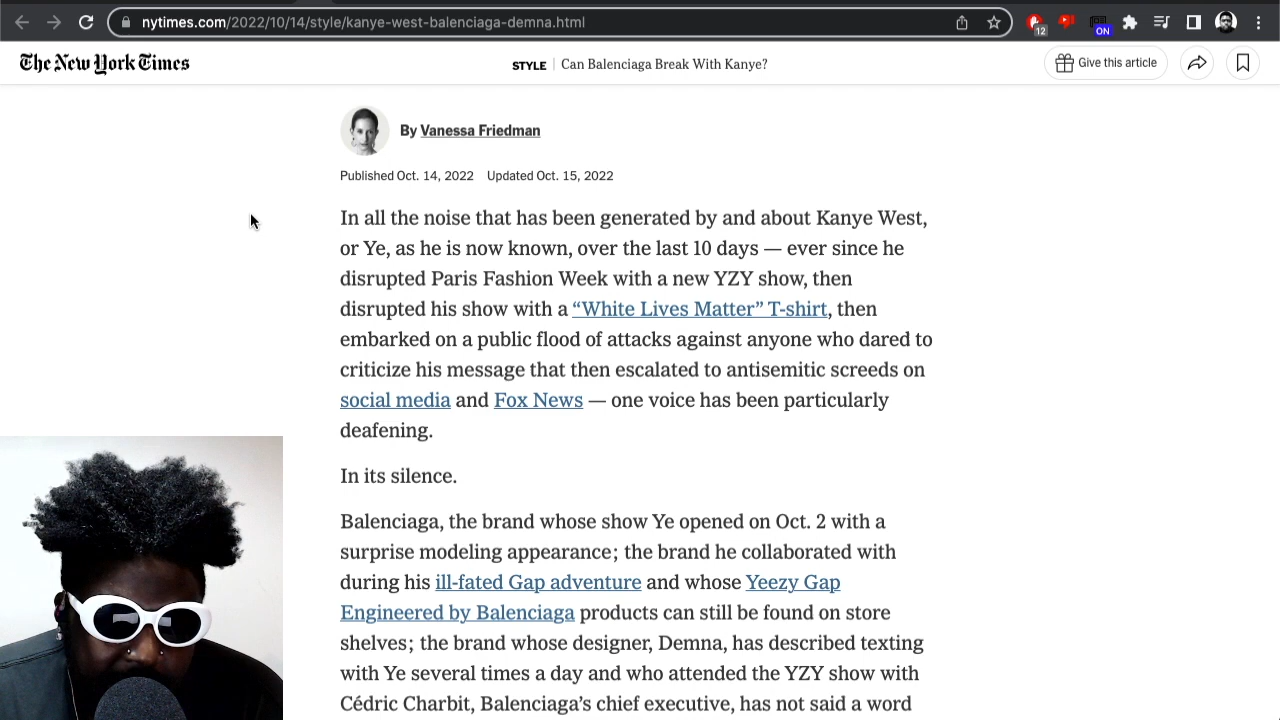 nytimes.com/2022/10/14/style/kanye-west-balenciaga-demna.html
12
ON
The New York Times
STYLE | Can Balenciaga Break With Kanye?
Give this article
By Vanessa Friedman
Published Oct. 14, 2022 Updated Oct. 15, 2022
In all the noise that has been generated by and about Kanye West,
or Ye, as he is now known, over the last 10 days — ever since he
disrupted Paris Fashion Week with a new YZY show, then
disrupted his show with a “White Lives Matter” T-shirt, then
embarked on a public flood of attacks against anyone who dared to
criticize his message that then escalated to antisemitic screeds on
social media and Fox News — one voice has been particularly
deafening.
In its silence.
Balenciaga, the brand whose show Ye opened on Oct. 2 with a
surprise modeling appearance; the brand he collaborated with
during his ill-fated Gap adventure and whose Yeezy Gap
Engineered by Balenciaga products can still be found on store
shelves; the brand whose designer, Demna, has described texting
with Ye several times a day and who attended the YZY show with
Cédric Charbit, Balenciaga’s chief executive, has not said a word